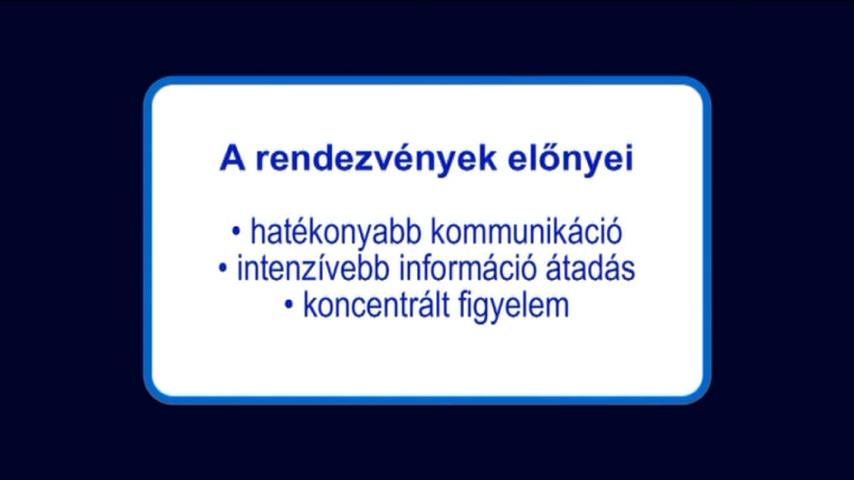 A rendezvények előnyei
• hatékonyabb kommunikáció
• intenzívebb információ átadás
• koncentrált figyelem